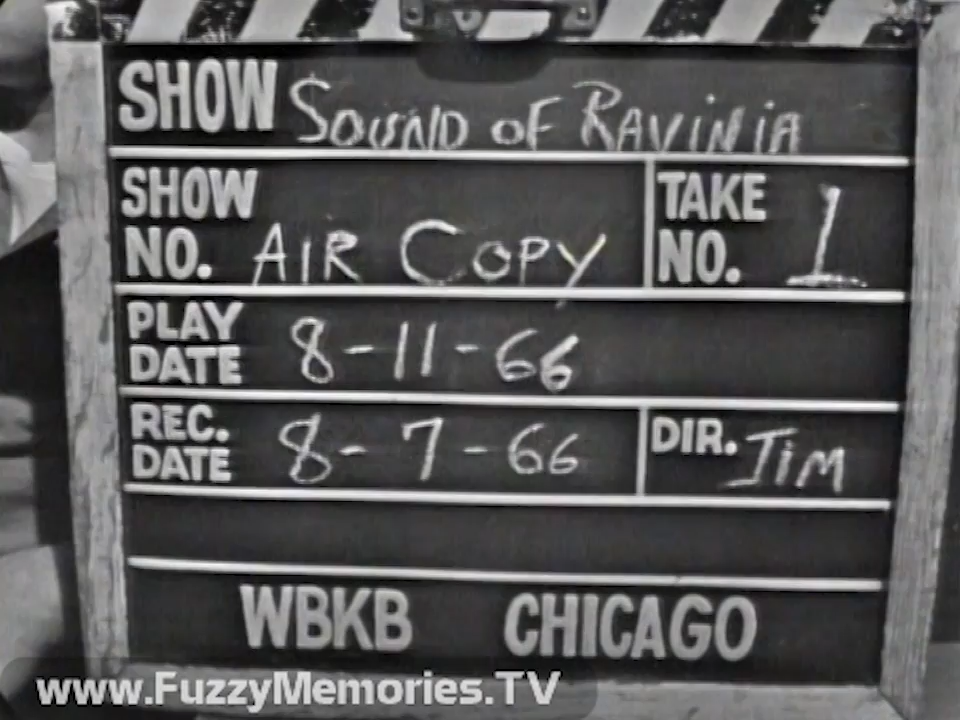 SHOW Sound of Ravinia
SHOW NO. AIR COPY
TAKE NO. 1
PLAY DATE 8-11-66
REC. DATE 8-7-66
DIR. JIM
WBKB CHICAGO
www.FuzzyMemories.TV